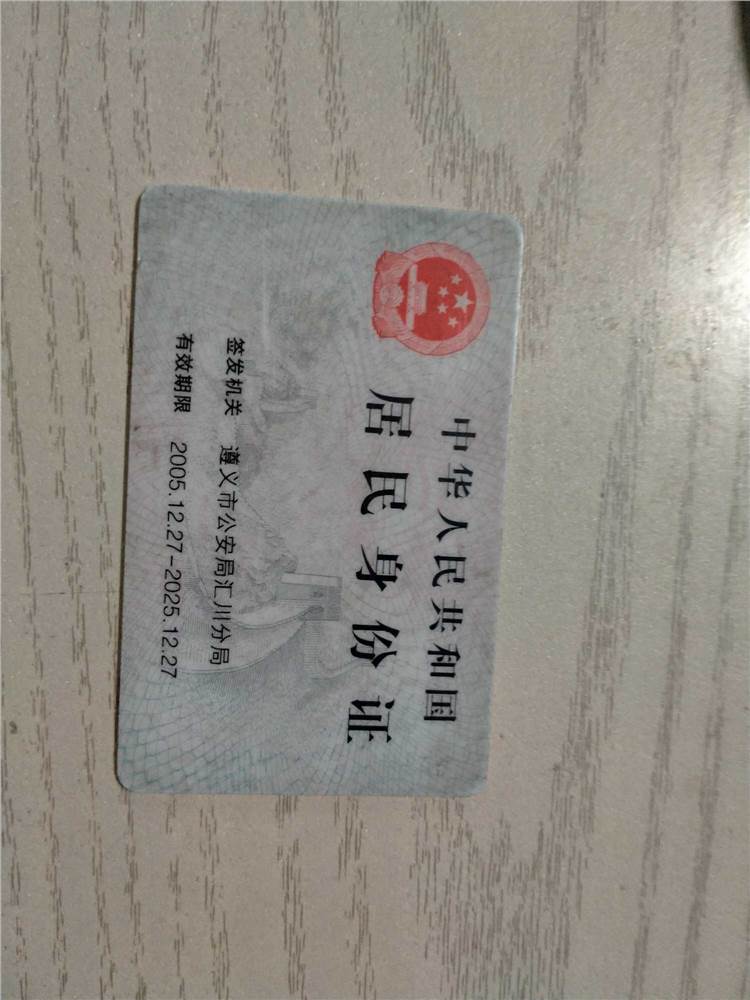 中华人民共和国
居民身份证
签发机关 遵义市公安局汇川分局
有效期限 2005.12.27-2025.12.27